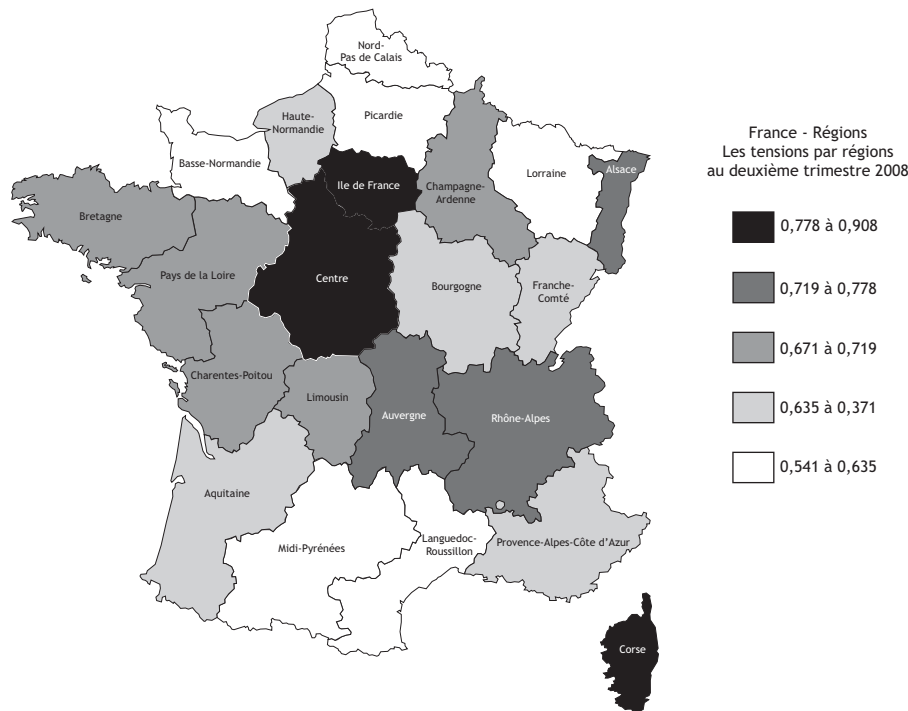 Nord-
Pas de Calais
Picardie
Haute-
Normandie
Basse-Normandie
Ile de France
Champagne-
Ardenne
Lorraine
Alsace
Bretagne
Pays de la Loire
Centre
Bourgogne
Franche-
Comté
Charentes-Poitou
Limousin
Auvergne
Rhône-Alpes
Aquitaine
Midi-Pyrénées
Languedoc-
Roussillon
Provence-Alpes-Côte d'Azur
Corse
France - Régions
Les tensions par régions
au deuxième trimestre 2008
0,778 à 0,908
0,719 à 0,778
0,671 à 0,719
0,635 à 0,371
0,541 à 0,635